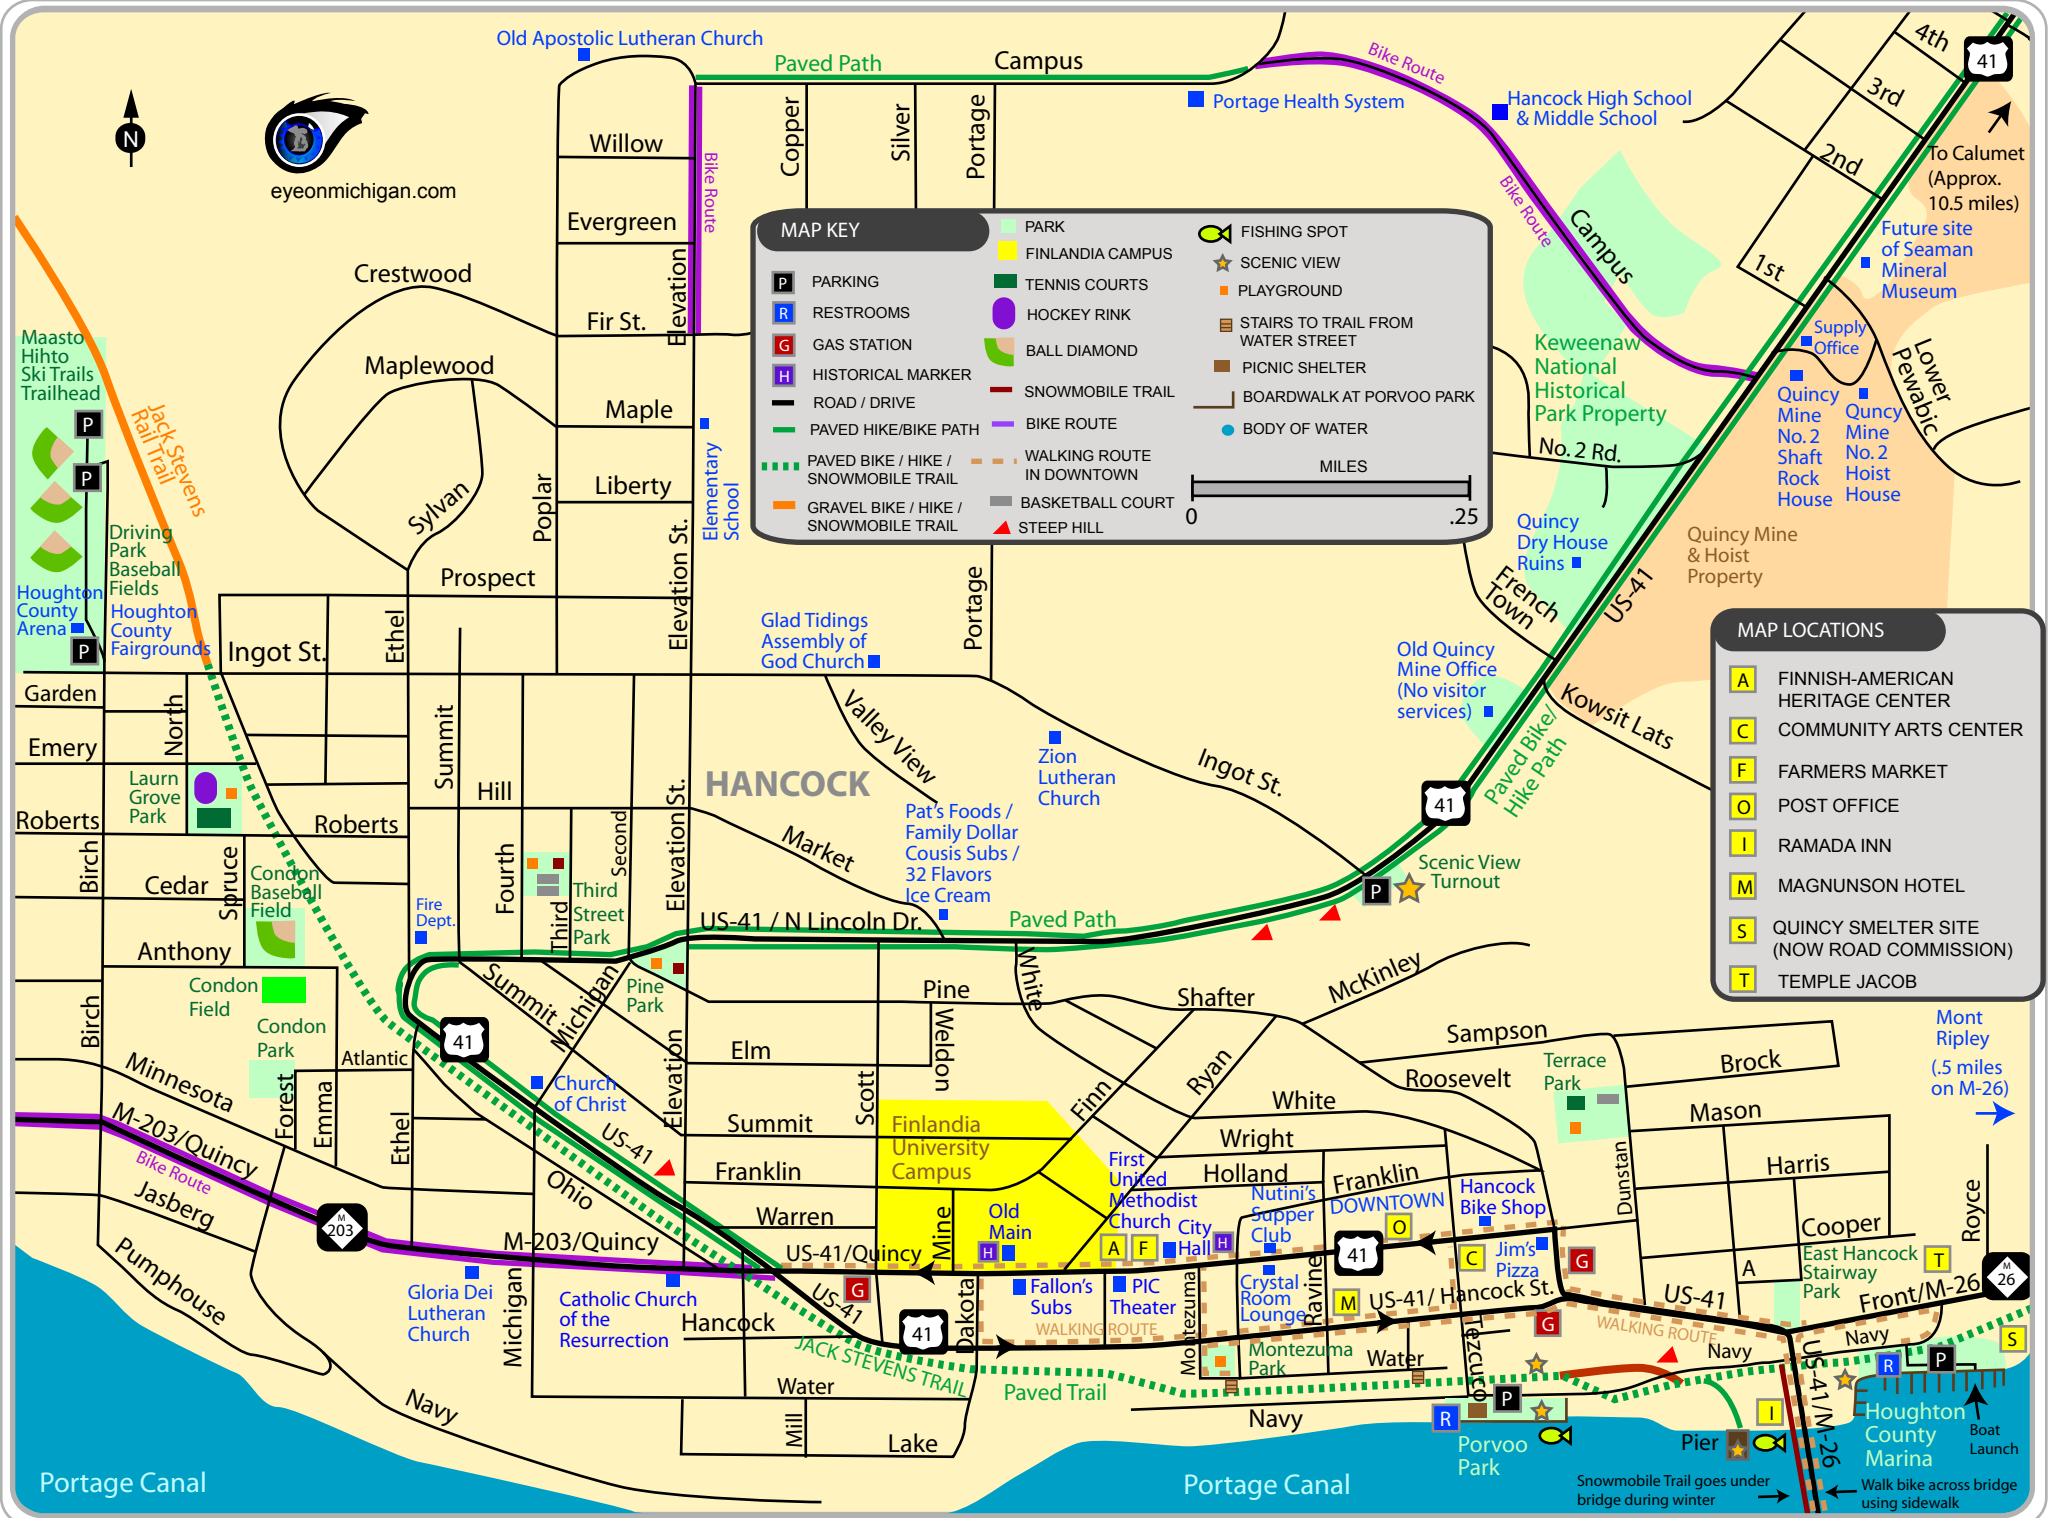 Old Apostolic Lutheran Church
Paved Path
Campus
Bike Route
4th
41
3rd
2nd
1st
N
eyeonmichigan.com
Portage Health System
Hancock High School
& Middle School
To Calumet
(Approx.
10.5 miles)
Future site
of Seaman
Mineral
Museum
Willow
Evergreen
Crestwood
Fir St.
Elevation
Bike Route
Copper
Silver
Portage
Bike Route
Campus
MAP KEY
P PARKING
R RESTROOMS
G GAS STATION
H HISTORICAL MARKER
ROAD / DRIVE
PAVED HIKE/BIKE PATH
PAVED BIKE / HIKE /
SNOWMOBILE TRAIL
GRAVEL BIKE / HIKE /
SNOWMOBILE TRAIL
PARK
FINLANDIA CAMPUS
TENNIS COURTS
HOCKEY RINK
BALL DIAMOND
SNOWMOBILE TRAIL
BIKE ROUTE
WALKING ROUTE
IN DOWNTOWN
BASKETBALL COURT
STEEP HILL
FISHING SPOT
SCENIC VIEW
PLAYGROUND
STAIRS TO TRAIL FROM
WATER STREET
PICNIC SHELTER
BOARDWALK AT PORVOO PARK
BODY OF WATER
MILES
0
.25
Maasto
Hihto
Ski Trails
Trailhead
P
P
Jack Stevens
Rail Trail
Driving
Park
Baseball
Fields
Houghton
County
Arena
P
Houghton
County
Fairgrounds
Maplewood
Maple
Sylvan
Poplar
Liberty
Elementary
School
Elevation St.
Prospect
Ethel
Ingot St.
Keweenaw
National
Historical
Park Property
Supply
Office
Lower
Pewabic
Quincy
Mine
No. 2
Shaft
Rock
House
Quncy
Mine
No. 2
Hoist
House
No. 2 Rd.
Quincy
Dry House
Ruins
Quincy Mine
& Hoist
Property
French
Town
US-41
Portage
Glad Tidings
Assembly of
God Church
Old Quincy
Mine Office
(No visitor
services)
Kowsit Lats
Paved Bike/
Hike Path
MAP LOCATIONS
A FINNISH-AMERICAN
HERITAGE CENTER
C COMMUNITY ARTS CENTER
F FARMERS MARKET
O POST OFFICE
I RAMADA INN
M MAGNUNSON HOTEL
S QUINCY SMELTER SITE
(NOW ROAD COMMISSION)
T TEMPLE JACOB
Garden
North
Emery
Laurn
Grove
Park
Roberts
Roberts
Birch
Cedar
Spruce
Condon
Baseball
Field
Anthony
Condon
Field
Condon
Park
Birch
Summit
Hill
Fourth
Third
Second
Third
Street
Park
Elevation St.
Fire
Dept.
HANCOCK
Valley View
Zion
Lutheran
Church
Ingot St.
Market
Pat's Foods /
Family Dollar
Cousis Subs /
32 Flavors
Ice Cream
41
P
Scenic View
Turnout
US-41 / N Lincoln Dr.
Paved Path
Summit
Michigan
Pine
Park
Pine
Weldon
White
Shafter
McKinley
41
Atlantic
Minnesota
Forest
Emma
Ethel
Church
of Christ
Elevation
Elm
Scott
Summit
US-41
Franklin
Ohio
Warren
Finlandia
University
Campus
Finn
Ryan
Sampson
Terrace
Park
Brock
Roosevelt
White
Wright
Holland
Franklin
Mason
Harris
Dunstan
Cooper
Royce
Mont
Ripley
(.5 miles
on M-26)
M-203/Quincy
Bike Route
Jasberg
Pumphouse
M
203
M-203/Quincy
Gloria Dei
Lutheran
Church
Michigan
Catholic Church
of the
Resurrection
Hancock
US-41/Quincy
US-41
G
41
Old
Main
H
Mine
Dakota
Fallon's
Subs
PIC
Theater
WALKING ROUTE
First
United
Methodist
Church
A
F
City
Hall
H
Montezuma
Nutini's
Supper
Club
Crystal
Room
Lounge
Ravine
DOWNTOWN
O
41
M
Hancock
Bike Shop
C
Jim's
Pizza
G
US-41/ Hancock St.
G
WALKING ROUTE
US-41
A
East Hancock
Stairway
Park
T
M
26
Front/M-26
Navy
Navy
S
R
P
Montezuma
Park
Water
Tezcuco
JACK STEVENS TRAIL
Paved Trail
Water
Mill
Lake
Navy
Navy
P
R
Porvoo
Park
I
Pier
US-41/M-26
Houghton
County
Marina
Boat
Launch
Portage Canal
Portage Canal
Snowmobile Trail goes under
bridge during winter
Walk bike across bridge
using sidewalk